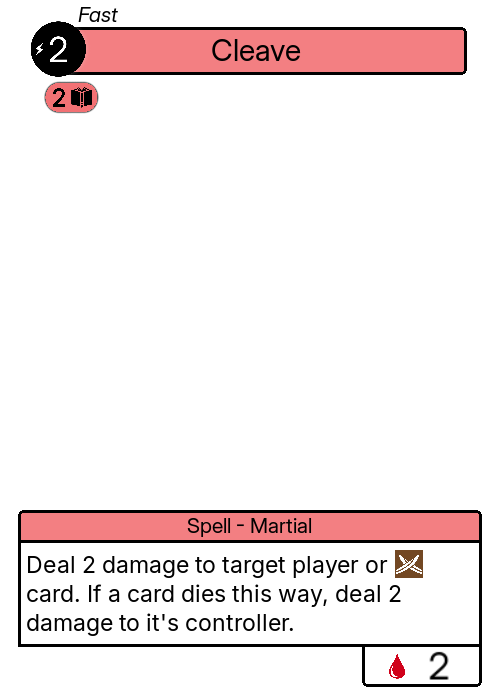 Fast
2
Cleave
2
Spell - Martial
Deal 2 damage to target player or
card. If a card dies this way, deal 2
damage to it's controller.
2